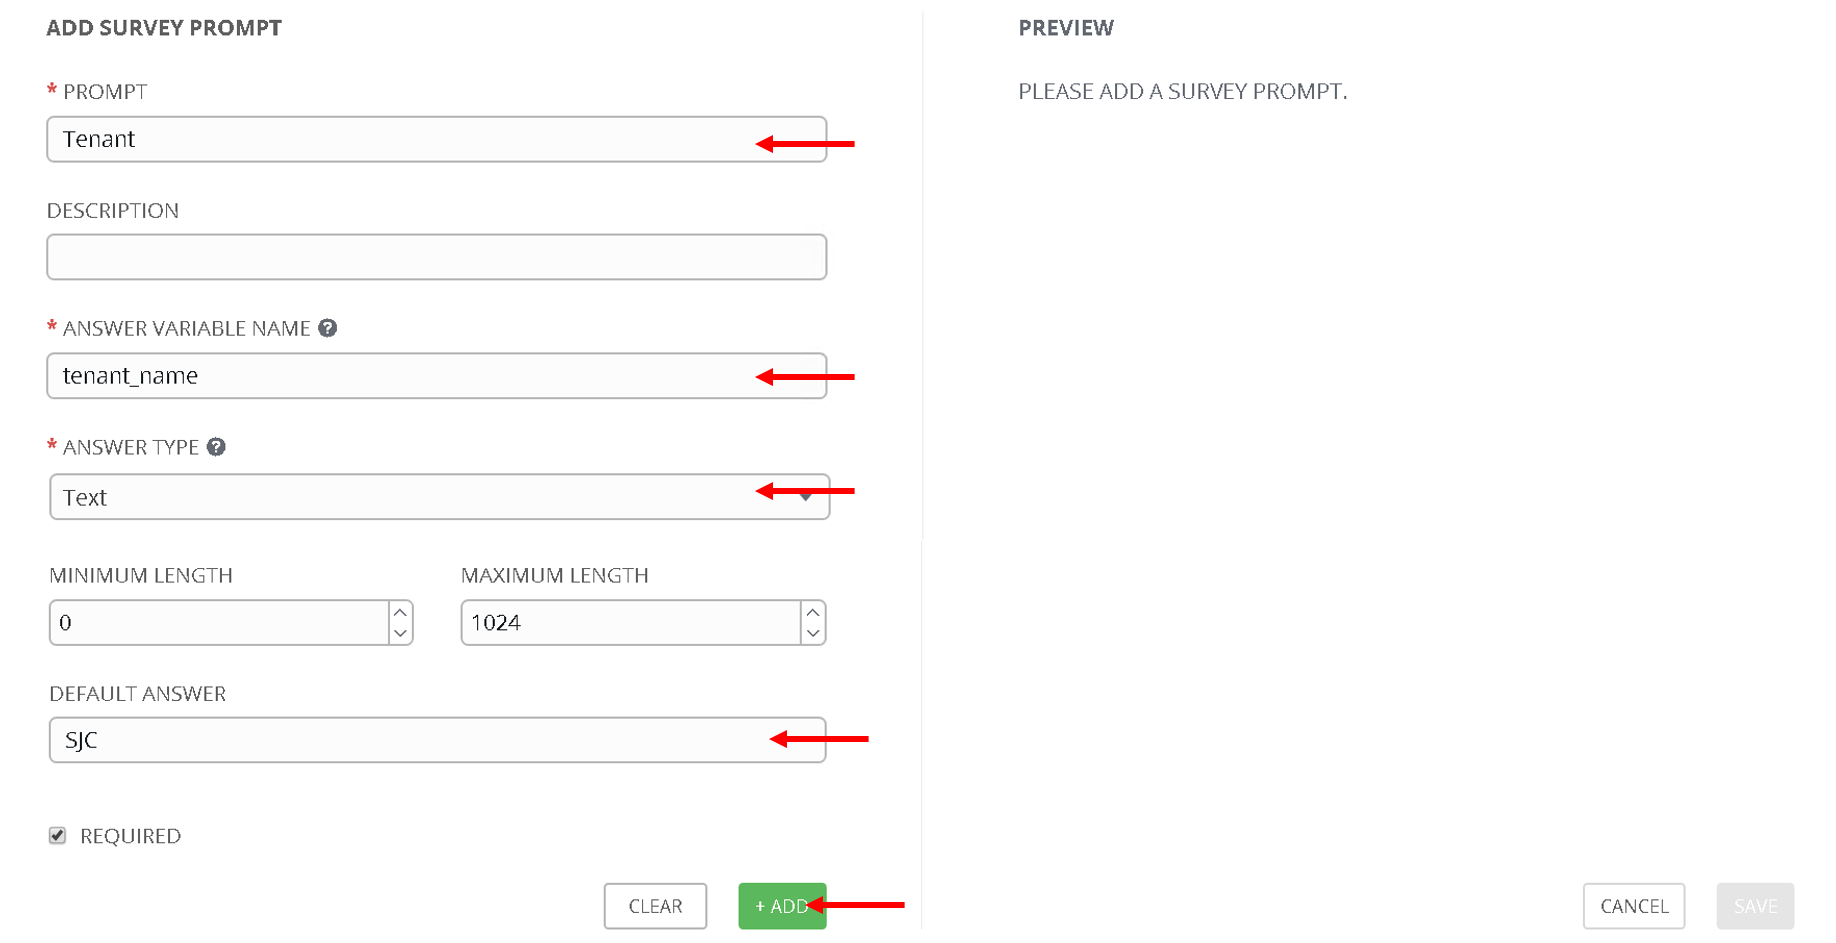 ADD SURVEY PROMPT
* PROMPT
Tenant
DESCRIPTION
* ANSWER VARIABLE NAME ?
tenant_name
* ANSWER TYPE ?
Text
MINIMUM LENGTH MAXIMUM LENGTH
0 1024
DEFAULT ANSWER
SJC
REQUIRED
CLEAR + ADD
PREVIEW
PLEASE ADD A SURVEY PROMPT.
CANCEL SAVE